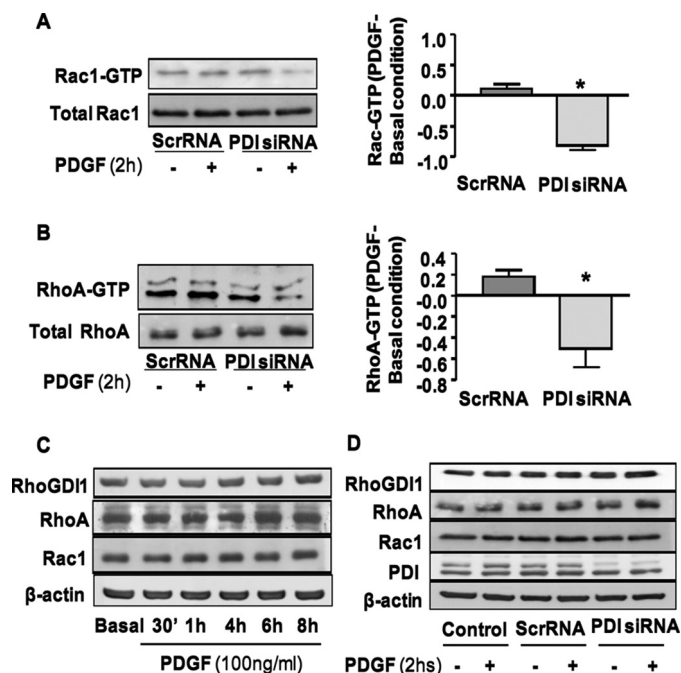 A
Rac1-GTP
Total Rac1
ScrRNA PDI siRNA
PDGF (2h) - + - +
Rac-GTP (PDGF-
Basal condition)
1.0
0.5
0.0
-0.5
-1.0
*
ScrRNA PDI siRNA
B
RhoA-GTP
Total RhoA
ScrRNA PDI siRNA
PDGF (2h) - + - +
RhoA-GTP (PDGF-
Basal condition)
0.4
0.2
-0.0
-0.2
-0.4
-0.6
-0.8
*
ScrRNA PDI siRNA
C
RhoGDI1
RhoA
Rac1
β-actin
Basal 30' 1h 4h 6h 8h
PDGF (100ng/ml)
D
RhoGDI1
RhoA
Rac1
PDI
β-actin
Control ScrRNA PDI siRNA
PDGF (2hs) - + - + - +